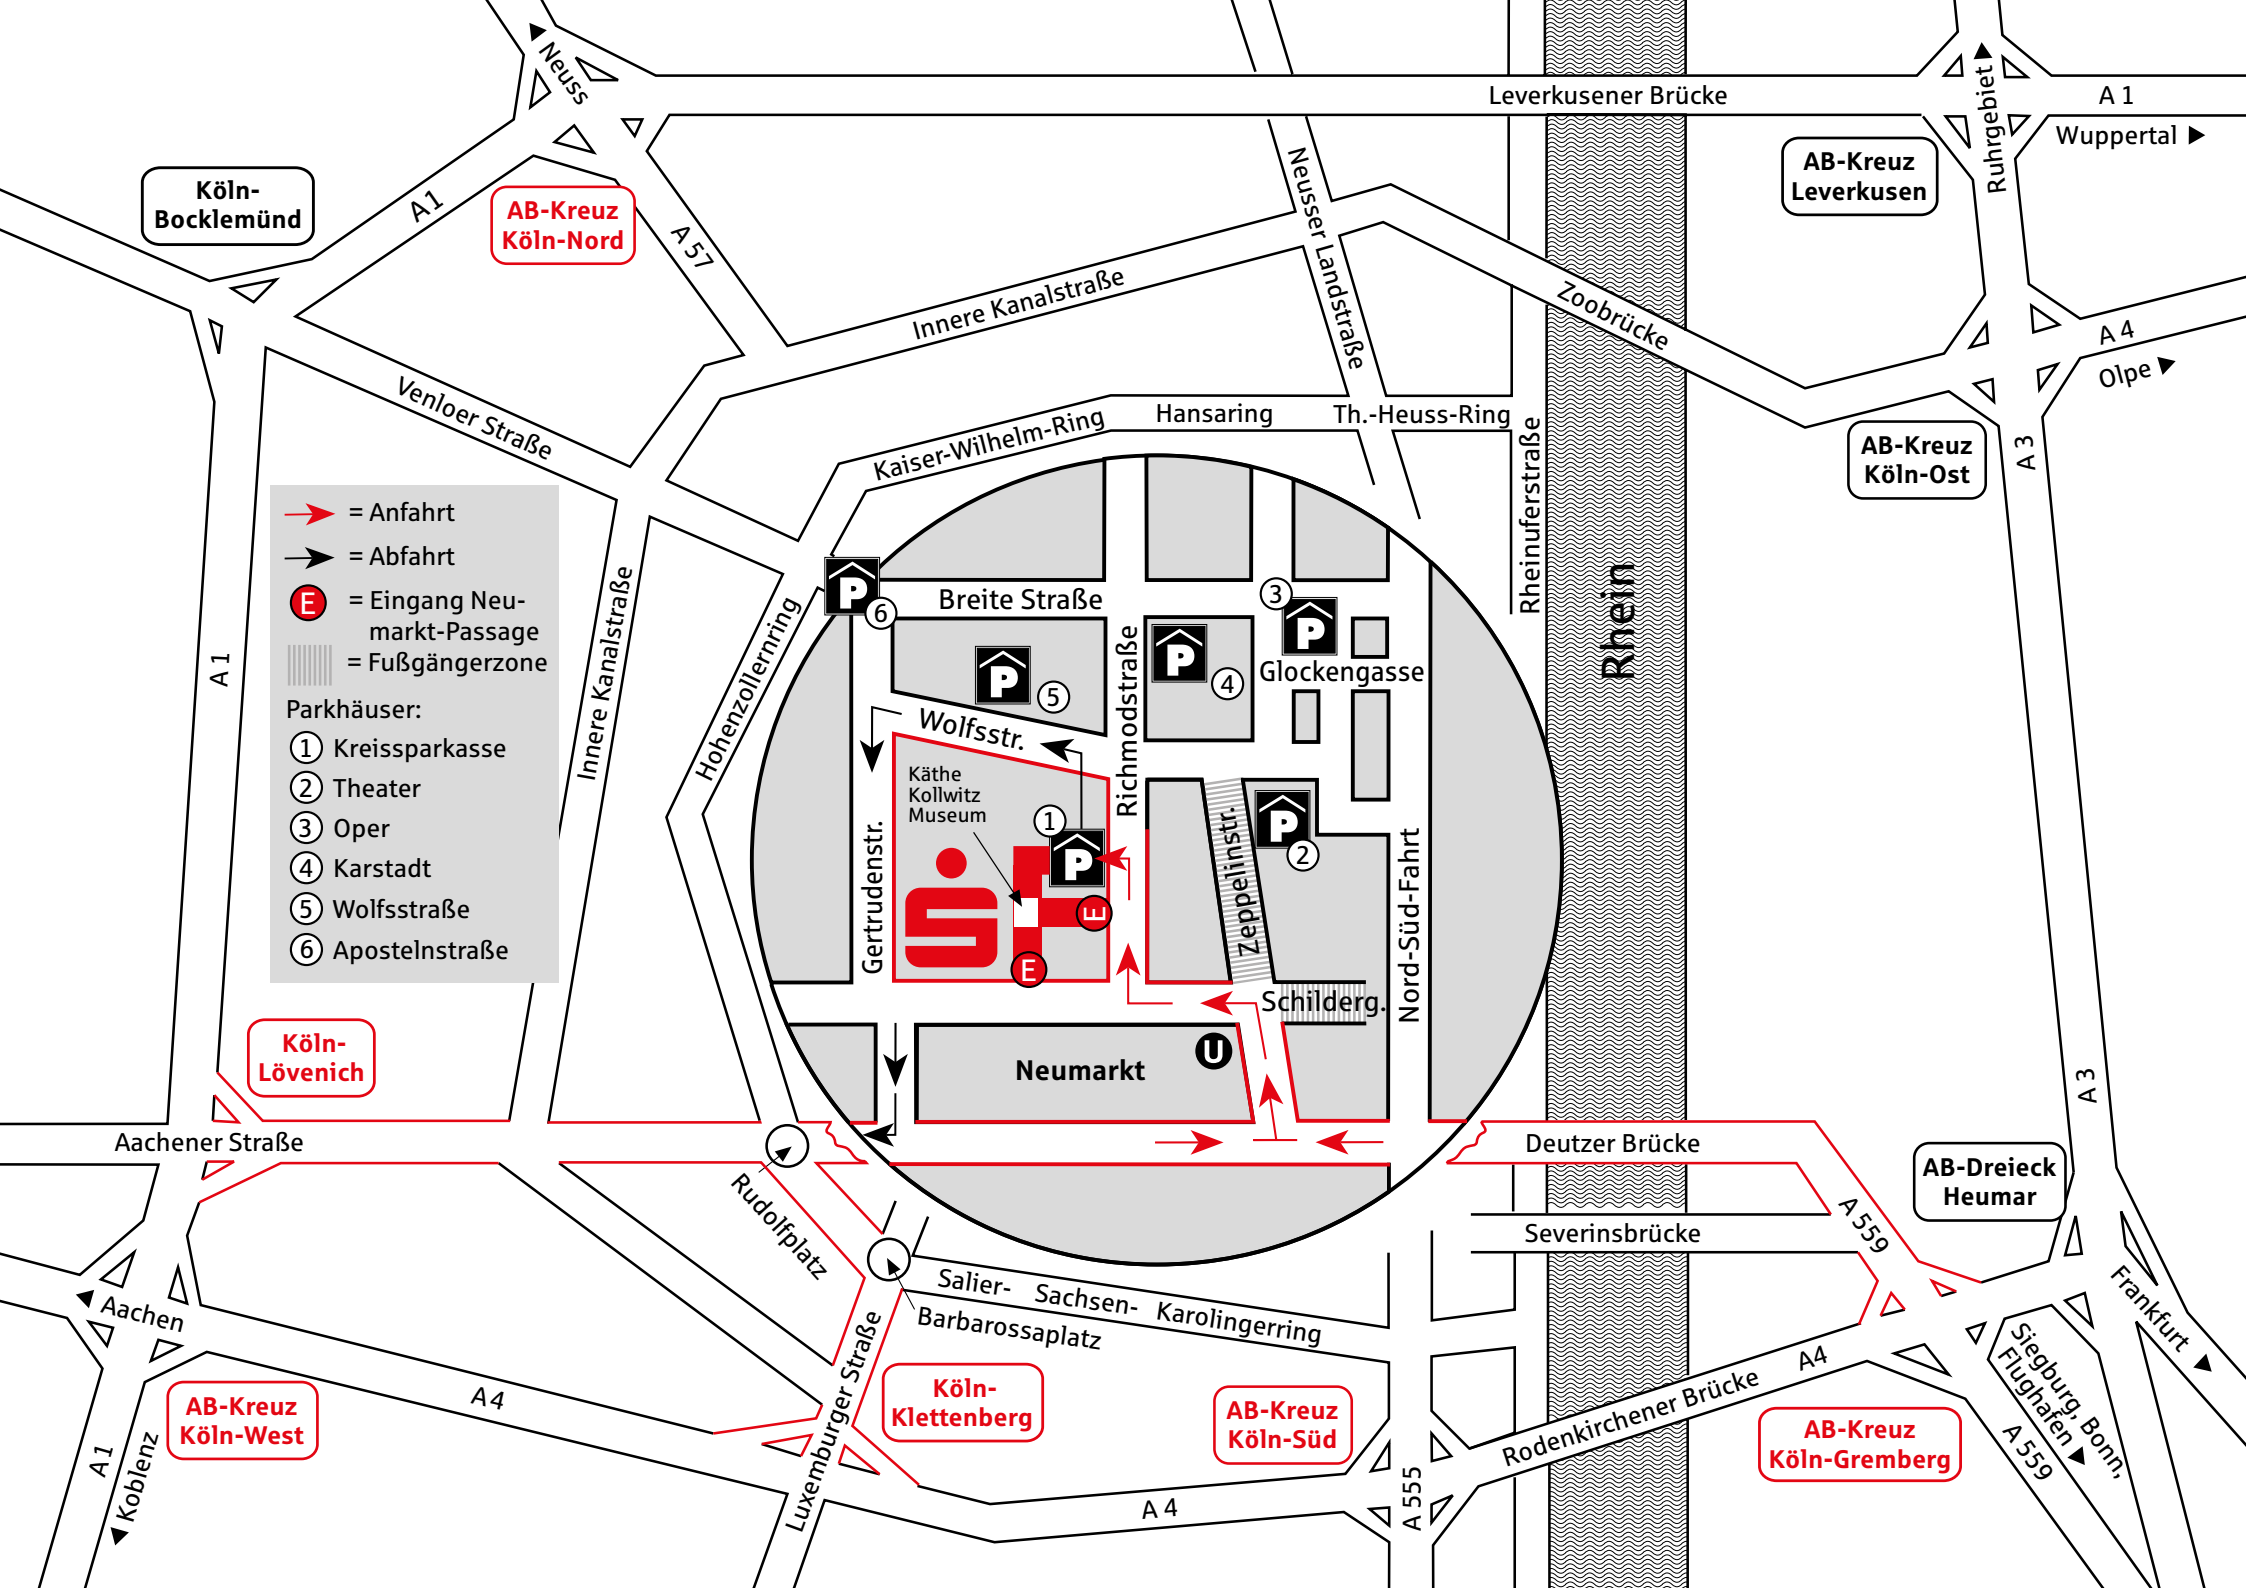 Neuss
Leverkusener Brücke
Ruhrgebiet
A 1
Wuppertal
Köln-
Bocklemünd
A 1
AB-Kreuz
Köln-Nord
A 57
AB-Kreuz
Leverkusen
Neusser Landstraße
Innere Kanalstraße
Zoobrücke
A 4
Olpe
Venloer Straße
Kaiser-Wilhelm-Ring
Hansaring
Th.-Heuss-Ring
Rheinuferstraße
AB-Kreuz
Köln-Ost
A 3
= Anfahrt
= Abfahrt
E
= Eingang Neu-
markt-Passage
= Fußgängerzone
Parkhäuser:
1 Kreissparkasse
2 Theater
3 Oper
4 Karstadt
5 Wolfsstraße
6 Apostelnstraße
A 1
Innere Kanalstraße
Hohenzollernring
P
6
Breite Straße
P
5
Richmodstraße
P
4
3
P
Glockengasse
Rhein
Wolfsstr.
Käthe
Kollwitz
Museum
1
P
E
E
Gertrudenstr.
Zeppelinstr.
P
2
Nord-Süd-Fahrt
Schilderg.
Neumarkt
U
Köln-
Lövenich
Aachener Straße
A 3
Deutzer Brücke
AB-Dreieck
Heumar
A 559
Severinsbrücke
Rudolfplatz
Salier- Sachsen- Karolingerring
Barbarossaplatz
Aachen
Frankfurt
Siegburg, Bonn,
Flughafen
Luxemburger Straße
Köln-
Klettenberg
AB-Kreuz
Köln-West
A 4
A 1
Koblenz
AB-Kreuz
Köln-Süd
Rodenkirchener Brücke
A4
AB-Kreuz
Köln-Gremberg
A 559
A 4
A 555